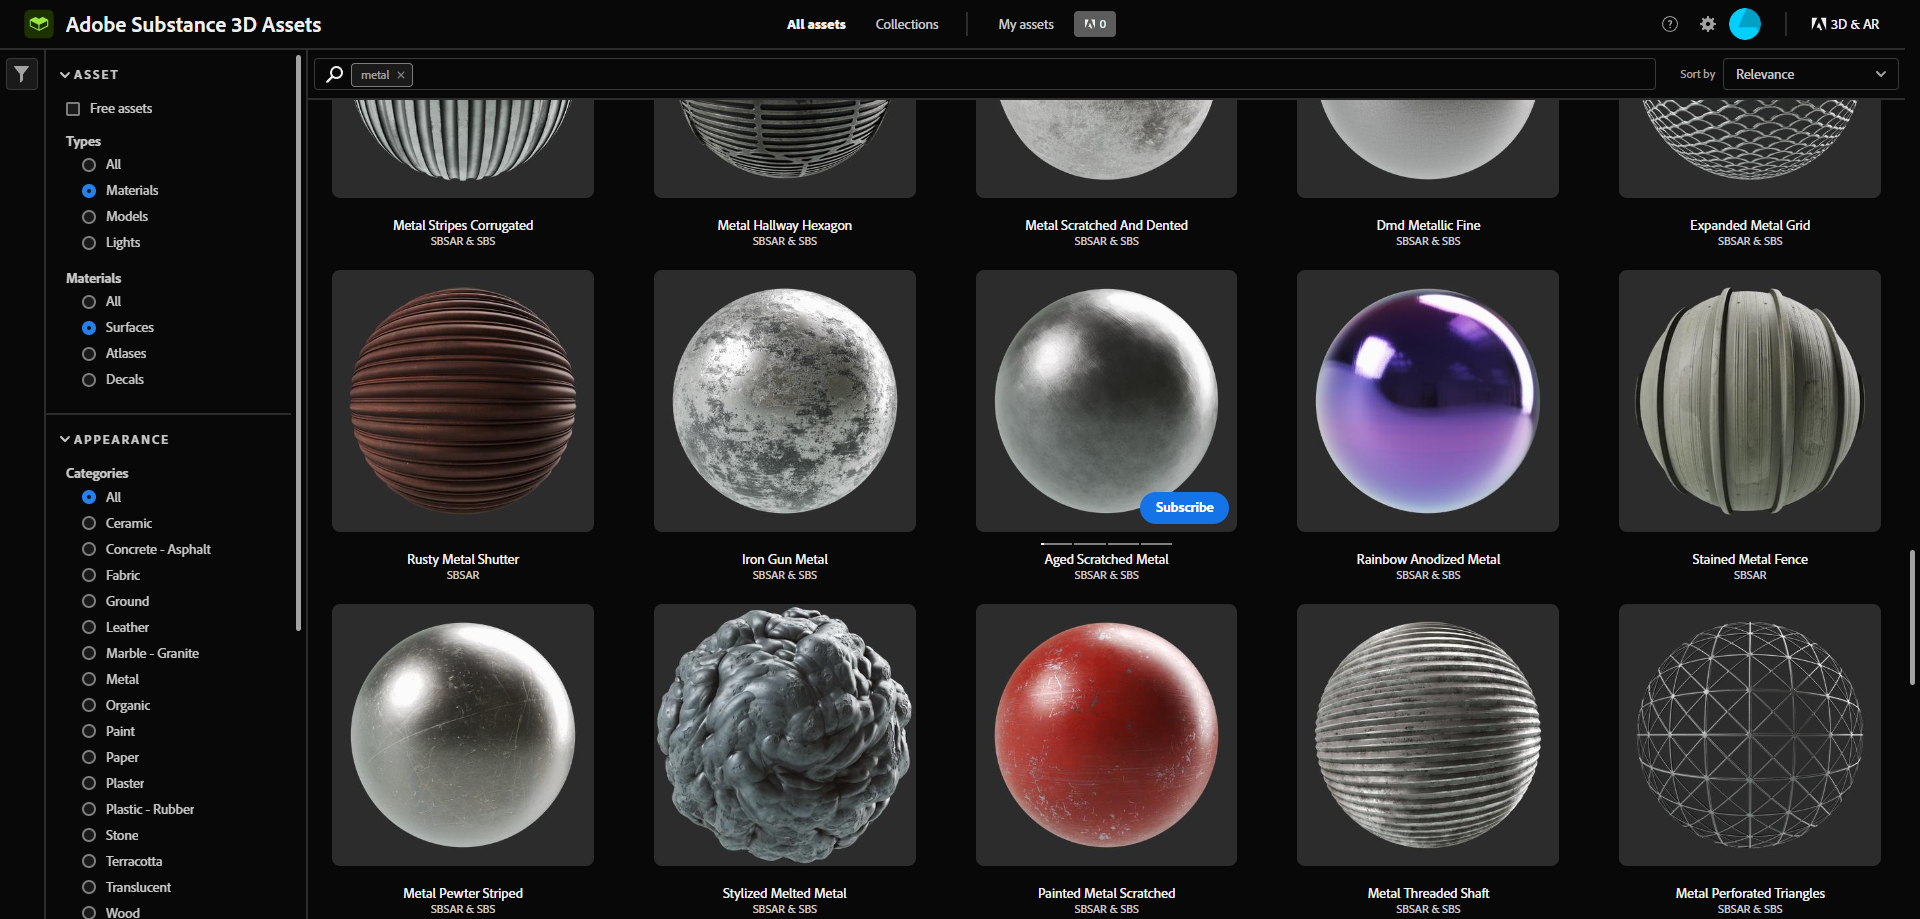 Adobe Substance 3D Assets
All assets
Collections
My assets
0
3D & AR
ASSET
Free assets
Types
All
Materials
Models
Lights
Materials
All
Surfaces
Atlases
Decals
APPEARANCE
Categories
All
Ceramic
Concrete - Asphalt
Fabric
Ground
Leather
Marble - Granite
Metal
Organic
Paint
Paper
Plaster
Plastic - Rubber
Stone
Terracotta
Translucent
Wood
metal
Sort by
Relevance
Metal Stripes Corrugated
SBSAR & SBS
Metal Hallway Hexagon
SBSAR & SBS
Metal Scratched And Dented
SBSAR & SBS
Dmd Metallic Fine
SBSAR & SBS
Expanded Metal Grid
SBSAR & SBS
Rusty Metal Shutter
SBSAR
Iron Gun Metal
SBSAR & SBS
Subscribe
Aged Scratched Metal
SBSAR & SBS
Rainbow Anodized Metal
SBSAR & SBS
Stained Metal Fence
SBSAR
Metal Pewter Striped
SBSAR & SBS
Stylized Melted Metal
SBSAR & SBS
Painted Metal Scratched
SBSAR & SBS
Metal Threaded Shaft
SBSAR & SBS
Metal Perforated Triangles
SBSAR & SBS